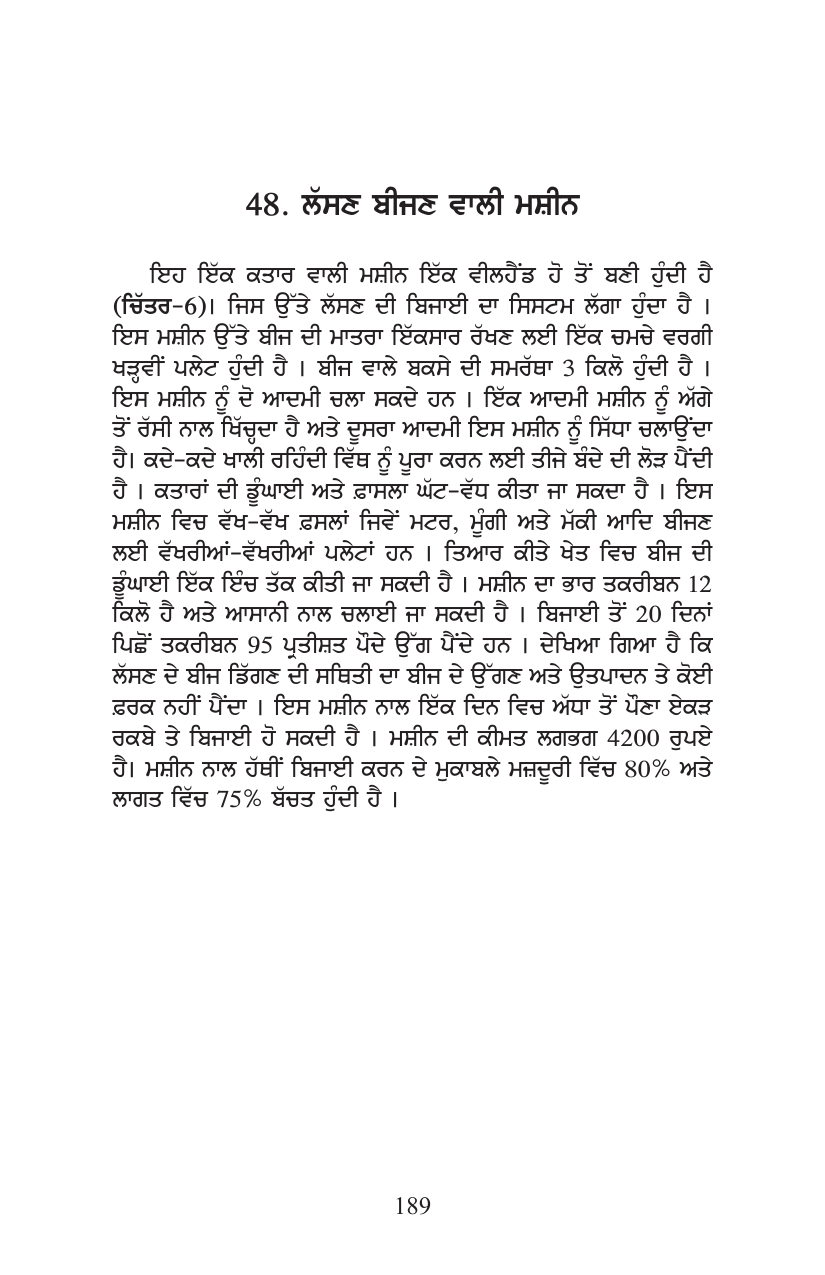 48. ਲੱਸਣ ਬੀਜਣ ਵਾਲੀ ਮਸ਼ੀਨ
ਇਹ ਇੱਕ ਕਤਾਰ ਵਾਲੀ ਮਸ਼ੀਨ ਇੱਕ ਵੀਲਹੈਂਡ ਹੋ ਤੋਂ ਬਣੀ ਹੁੰਦੀ ਹੈ
(ਚਿੱਤਰ-6)। ਜਿਸ ਉੱਤੇ ਲੱਸਣ ਦੀ ਬਿਜਾਈ ਦਾ ਸਿਸਟਮ ਲੱਗਾ ਹੁੰਦਾ ਹੈ ।
ਇਸ ਮਸ਼ੀਨ ਉੱਤੇ ਬੀਜ ਦੀ ਮਾਤਰਾ ਇੱਕਸਾਰ ਰੱਖਣ ਲਈ ਇੱਕ ਚਮਚੇ ਵਰਗੀ
ਖੜ੍ਹਵੀਂ ਪਲੇਟ ਹੁੰਦੀ ਹੈ । ਬੀਜ ਵਾਲੇ ਬਕਸੇ ਦੀ ਸਮਰੱਥਾ 3 ਕਿਲੋ ਹੁੰਦੀ ਹੈ ।
ਇਸ ਮਸ਼ੀਨ ਨੂੰ ਦੋ ਆਦਮੀ ਚਲਾ ਸਕਦੇ ਹਨ । ਇੱਕ ਆਦਮੀ ਮਸ਼ੀਨ ਨੂੰ ਅੱਗੇ
ਤੋਂ ਰੱਸੀ ਨਾਲ ਖਿੱਚ੍ਹਦਾ ਹੈ ਅਤੇ ਦੂਸਰਾ ਆਦਮੀ ਇਸ ਮਸ਼ੀਨ ਨੂੰ ਸਿੱਧਾ ਚਲਾਉਂਦਾ
ਹੈ। ਕਦੇ-ਕਦੇ ਖਾਲੀ ਰਹਿੰਦੀ ਵਿੱਥ ਨੂੰ ਪੂਰਾ ਕਰਨ ਲਈ ਤੀਜੇ ਬੰਦੇ ਦੀ ਲੋੜ ਪੈਂਦੀ
ਹੈ । ਕਤਾਰਾਂ ਦੀ ਡੂੰਘਾਈ ਅਤੇ ਫ਼ਾਸਲਾ ਘੱਟ-ਵੱਧ ਕੀਤਾ ਜਾ ਸਕਦਾ ਹੈ । ਇਸ
ਮਸ਼ੀਨ ਵਿਚ ਵੱਖ-ਵੱਖ ਫ਼ਸਲਾਂ ਜਿਵੇਂ ਮਟਰ, ਮੂੰਗੀ ਅਤੇ ਮੱਕੀ ਆਦਿ ਬੀਜਣ
ਲਈ ਵੱਖਰੀਆਂ-ਵੱਖਰੀਆਂ ਪਲੇਟਾਂ ਹਨ । ਤਿਆਰ ਕੀਤੇ ਖੇਤ ਵਿਚ ਬੀਜ ਦੀ
ਡੂੰਘਾਈ ਇੱਕ ਇੰਚ ਤੱਕ ਕੀਤੀ ਜਾ ਸਕਦੀ ਹੈ । ਮਸ਼ੀਨ ਦਾ ਭਾਰ ਤਕਰੀਬਨ 12
ਕਿਲੋ ਹੈ ਅਤੇ ਆਸਾਨੀ ਨਾਲ ਚਲਾਈ ਜਾ ਸਕਦੀ ਹੈ । ਬਿਜਾਈ ਤੋਂ 20 ਦਿਨਾਂ
ਪਿਛੋਂ ਤਕਰੀਬਨ 95 ਪ੍ਰਤੀਸ਼ਤ ਪੌਦੇ ਉੱਗ ਪੈਂਦੇ ਹਨ । ਦੇਖਿਆ ਗਿਆ ਹੈ ਕਿ
ਲੱਸਣ ਦੇ ਬੀਜ ਡਿੱਗਣ ਦੀ ਸਥਿਤੀ ਦਾ ਬੀਜ ਦੇ ਉੱਗਣ ਅਤੇ ਉਤਪਾਦਨ ਤੇ ਕੋਈ
ਫ਼ਰਕ ਨਹੀਂ ਪੈਂਦਾ । ਇਸ ਮਸ਼ੀਨ ਨਾਲ ਇੱਕ ਦਿਨ ਵਿਚ ਅੱਧਾ ਤੋਂ ਪੌਣਾ ਏਕੜ
ਰਕਬੇ ਤੇ ਬਿਜਾਈ ਹੋ ਸਕਦੀ ਹੈ । ਮਸ਼ੀਨ ਦੀ ਕੀਮਤ ਲਗਭਗ 4200 ਰੁਪਏ
ਹੈ। ਮਸ਼ੀਨ ਨਾਲ ਹੱਥੀਂ ਬਿਜਾਈ ਕਰਨ ਦੇ ਮੁਕਾਬਲੇ ਮਜ਼ਦੂਰੀ ਵਿੱਚ 80% ਅਤੇ
ਲਾਗਤ ਵਿੱਚ 75% ਬੱਚਤ ਹੁੰਦੀ ਹੈ ।
189